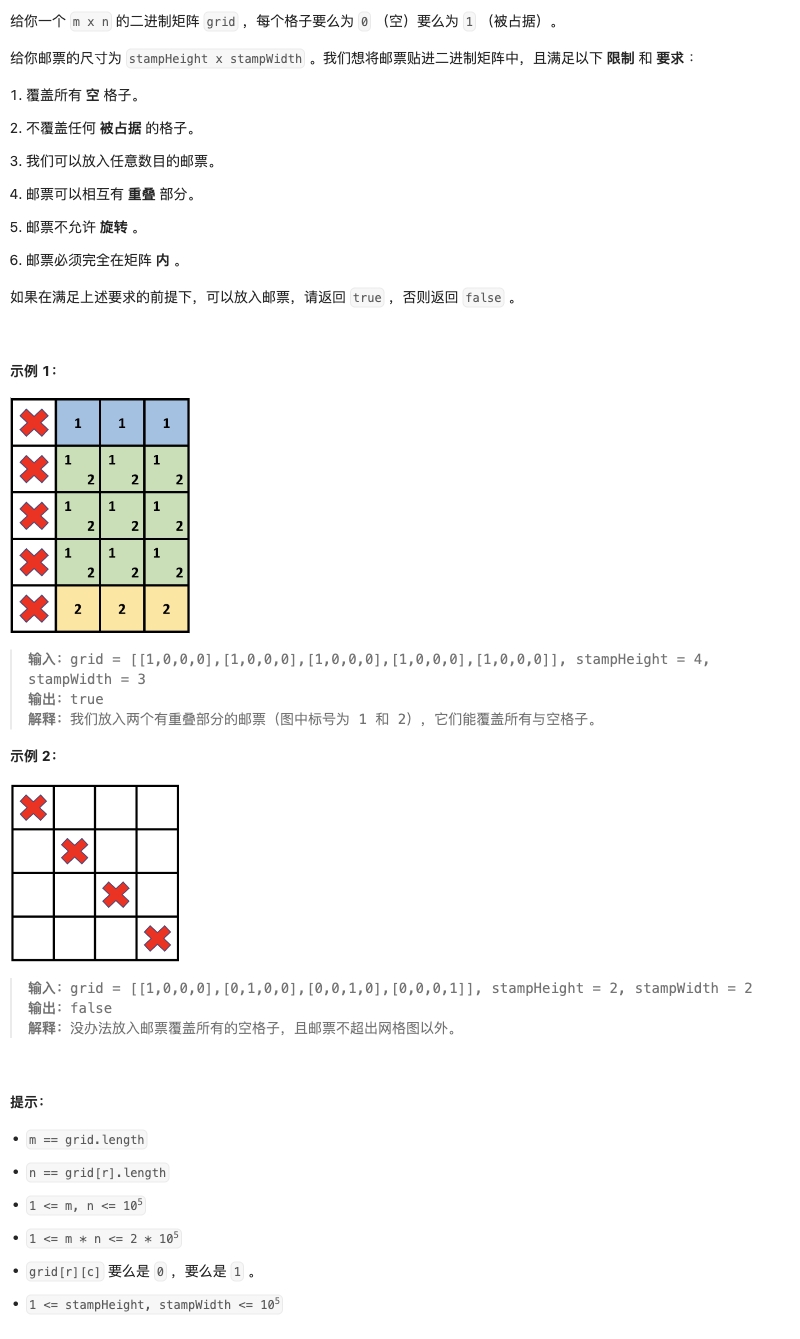 给你一个 m x n 的二进制矩阵 grid ，每个格子要么为 0 （空）要么为 1 （被占据）。
给你邮票的尺寸为 stampHeight x stampWidth 。我们想将邮票贴进二进制矩阵中，且满足以下 限制 和 要求 ：
1. 覆盖所有 空 格子。
2. 不覆盖任何 被占据 的格子。
3. 我们可以放入任意数目的邮票。
4. 邮票可以相互有 重叠 部分。
5. 邮票不允许 旋转 。
6. 邮票必须完全在矩阵 内 。
如果在满足上述要求的前提下，可以放入邮票，请返回 true ，否则返回 false 。
示例 1：
1 1 1
1 1 1
2 2 2
1 1 1
2 2 2
1 1 1
2 2 2
2 2 2
输入：grid = [[1,0,0,0],[1,0,0,0],[1,0,0,0],[1,0,0,0],[1,0,0,0]], stampHeight = 4,
stampWidth = 3
输出：true
解释：我们放入两个有重叠部分的邮票（图中标号为 1 和 2），它们能覆盖所有与空格子。
示例 2：
输入：grid = [[1,0,0,0],[0,1,0,0],[0,0,1,0],[0,0,0,1]], stampHeight = 2, stampWidth = 2
输出：false
解释：没办法放入邮票覆盖所有的空格子，且邮票不超出网格图以外。
提示：
• m == grid.length
• n == grid[r].length
• 1 <= m, n <= 10⁵
• 1 <= m * n <= 2 * 10⁵
• grid[r][c] 要么是 0 ，要么是 1 。
• 1 <= stampHeight, stampWidth <= 10⁵